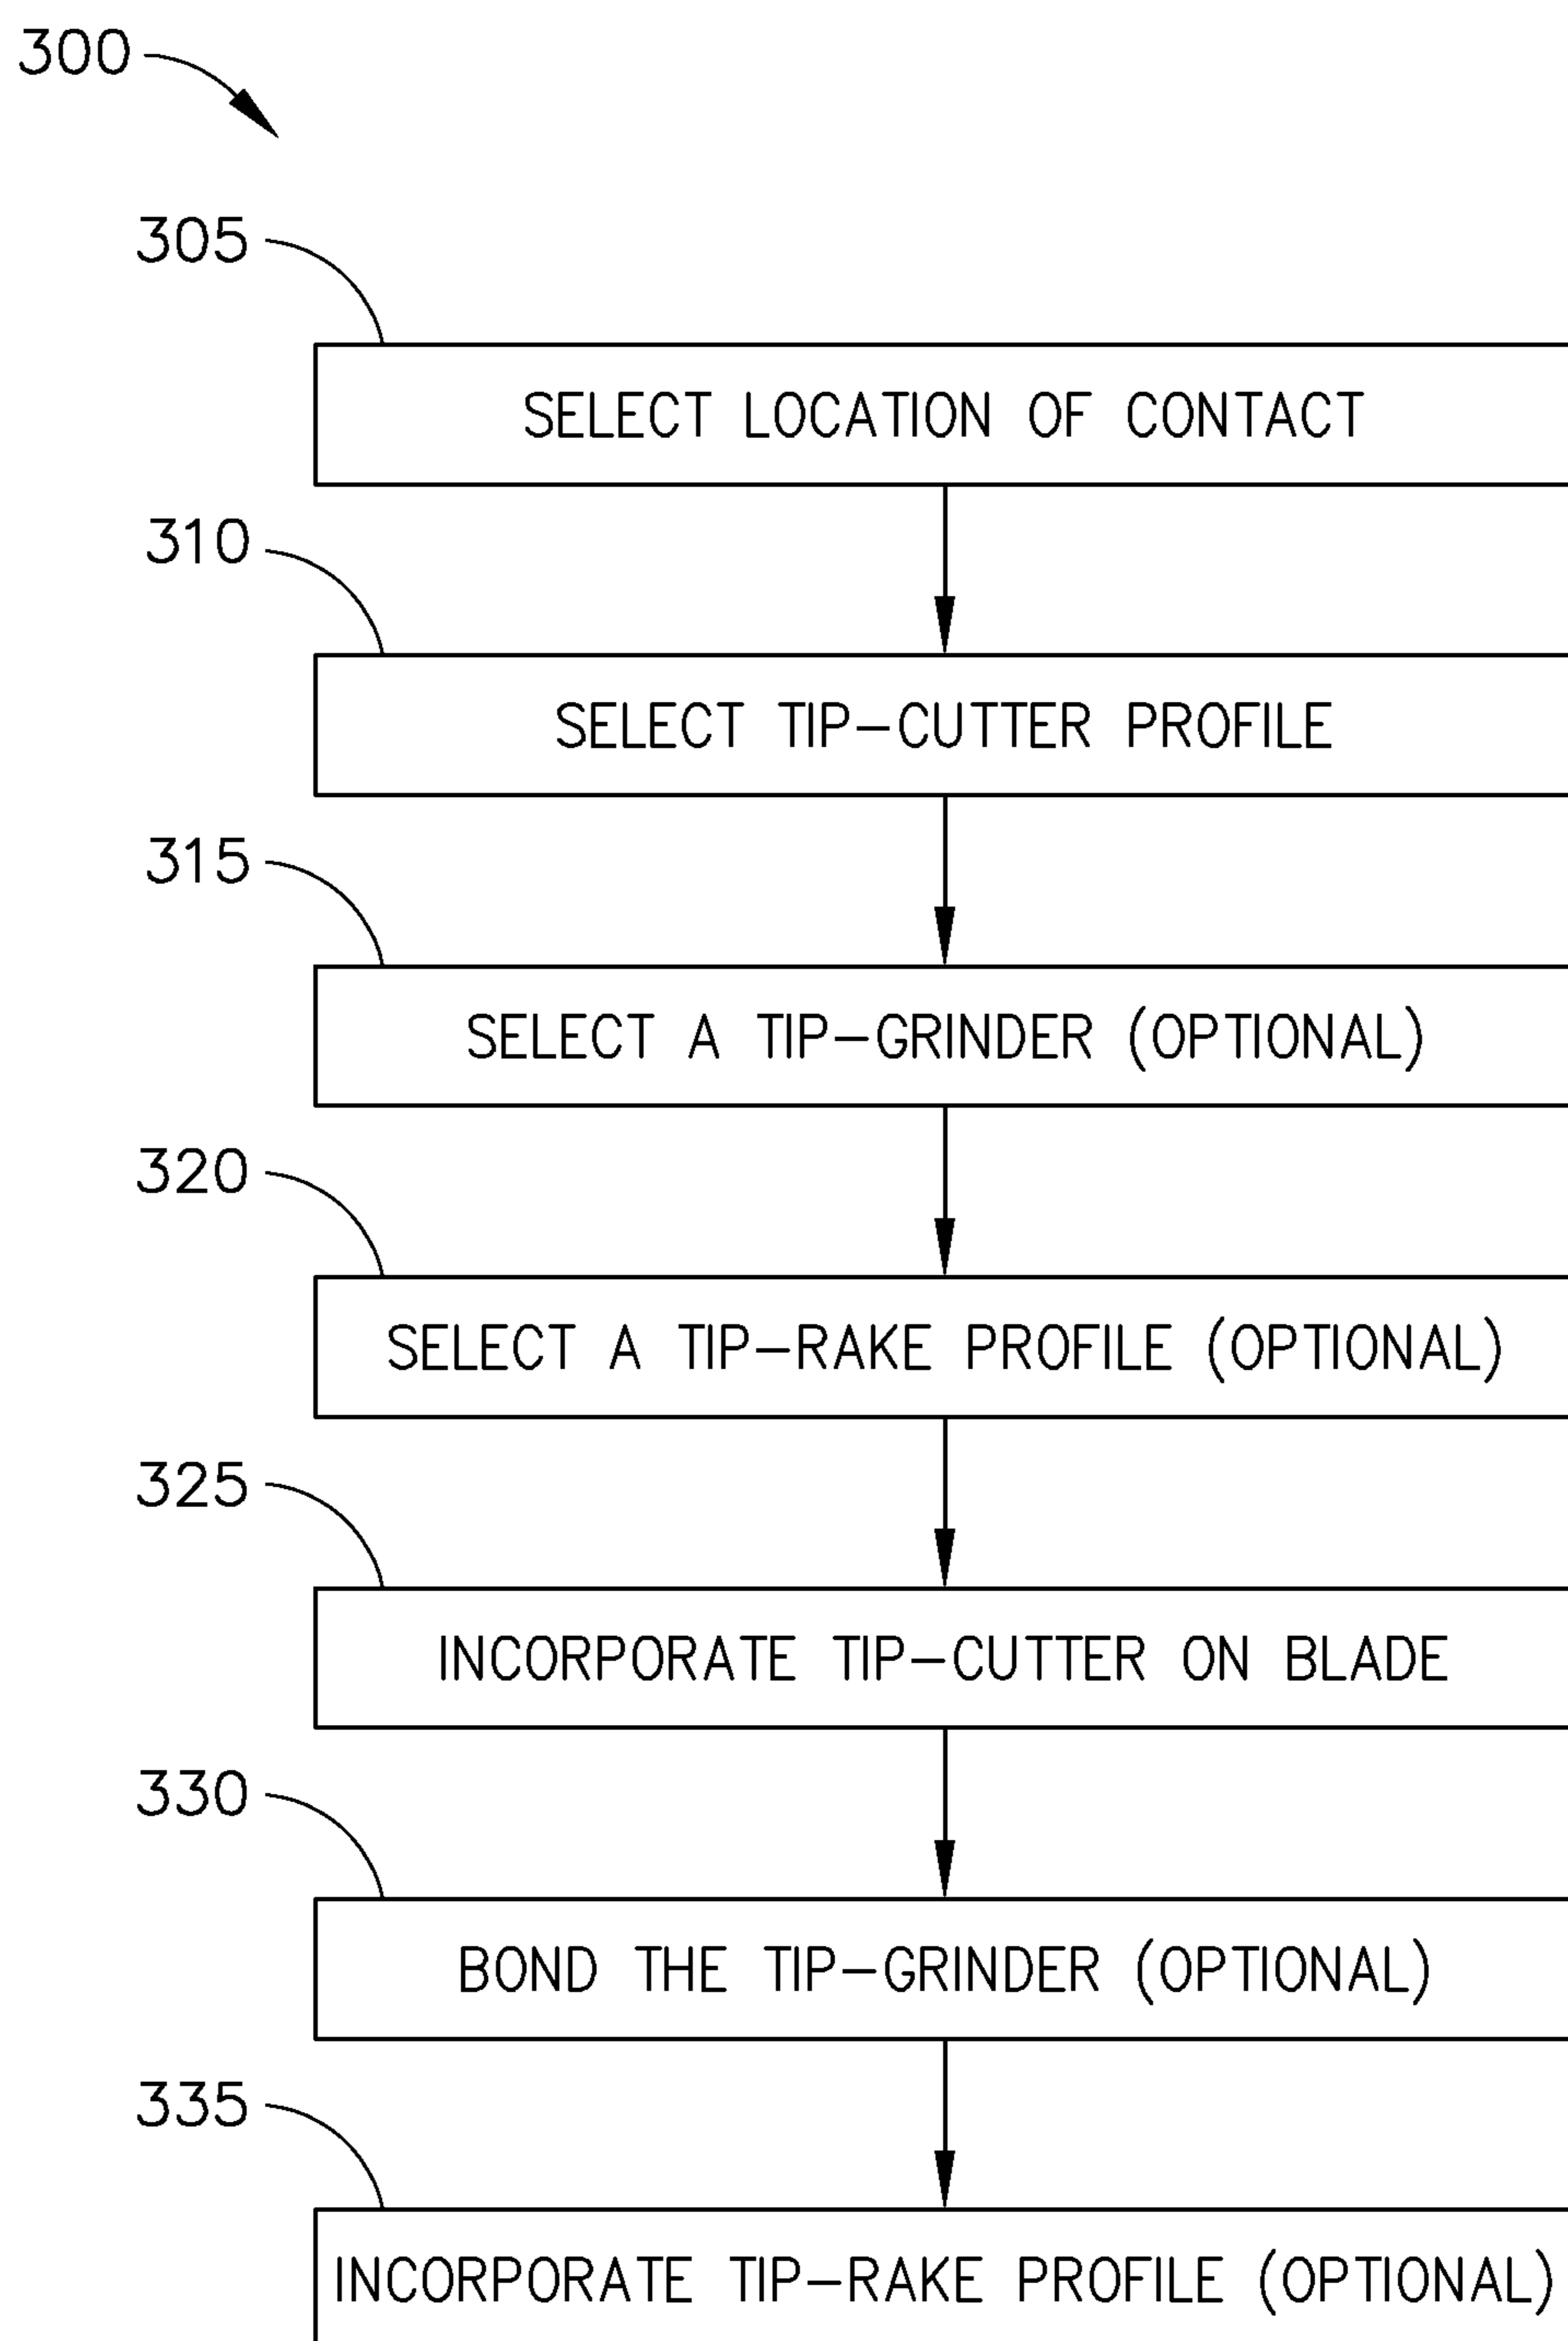 300
305
SELECT LOCATION OF CONTACT
310
SELECT TIP-CUTTER PROFILE
315
SELECT A TIP-GRINDER (OPTIONAL)
320
SELECT A TIP-RAKE PROFILE (OPTIONAL)
325
INCORPORATE TIP-CUTTER ON BLADE
330
BOND THE TIP-GRINDER (OPTIONAL)
335
INCORPORATE TIP-RAKE PROFILE (OPTIONAL)